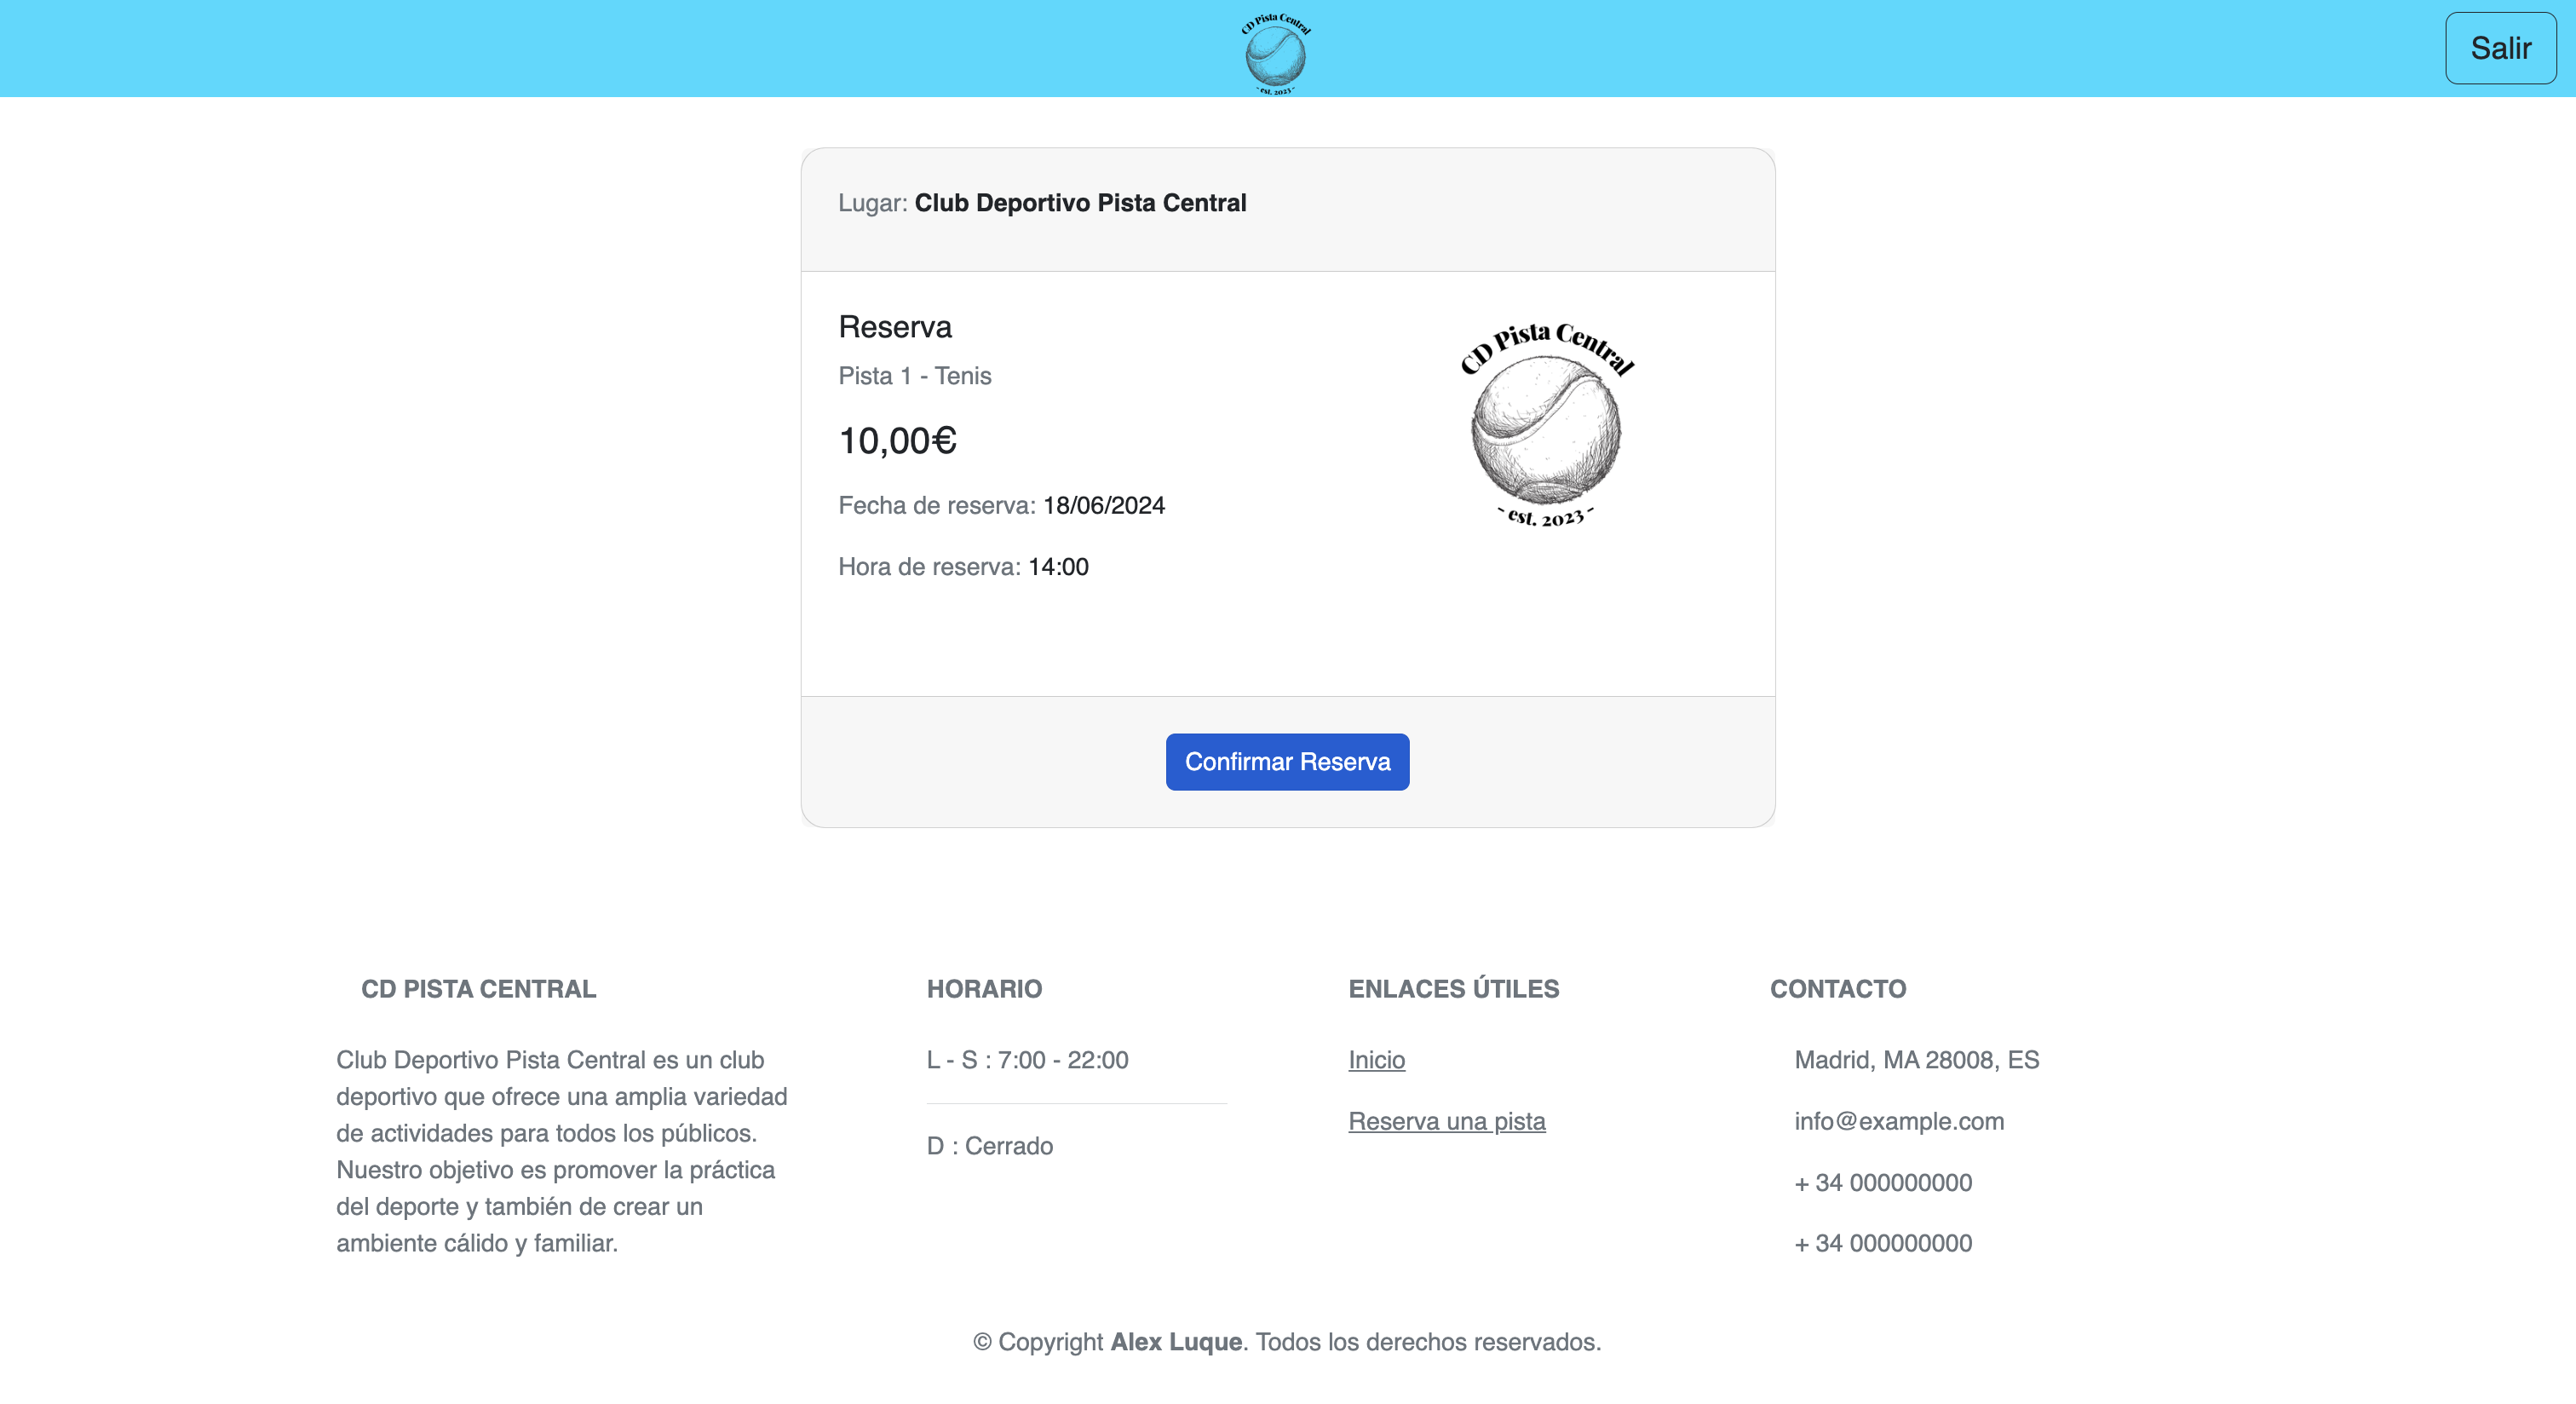 CD Pista Central
- est. 2023 -
Salir
Lugar: Club Deportivo Pista Central
Reserva
Pista 1 - Tenis
10,00€
Fecha de reserva: 18/06/2024
Hora de reserva: 14:00
CD Pista Central
- est. 2023 -
Confirmar Reserva
CD PISTA CENTRAL
Club Deportivo Pista Central es un club
deportivo que ofrece una amplia variedad
de actividades para todos los públicos.
Nuestro objetivo es promover la práctica
del deporte y también de crear un
ambiente cálido y familiar.
HORARIO
L - S : 7:00 - 22:00
D : Cerrado
ENLACES ÚTILES
Inicio
Reserva una pista
CONTACTO
Madrid, MA 28008, ES
info@example.com
+ 34 000000000
+ 34 000000000
© Copyright Alex Luque. Todos los derechos reservados.